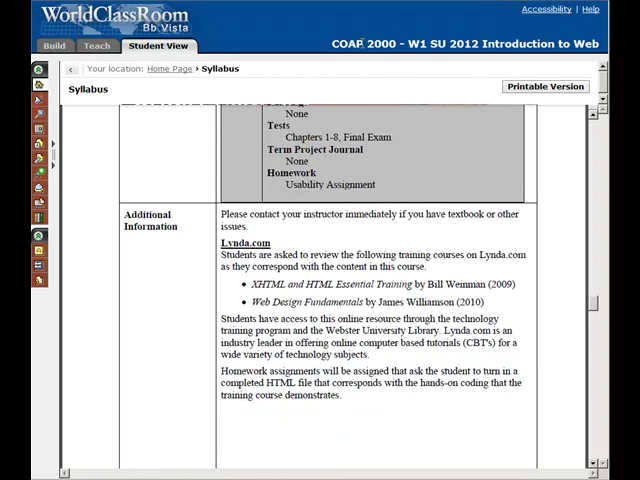 WorldClassRoom
Bb Vista
Accessibility | Help
Build Teach Student View
COAP 2000 - W1 SU 2012 Introduction to Web
Your location: Home Page › Syllabus
Syllabus
Printable Version
None
Tests
Chapters 1-8, Final Exam
Term Project Journal
None
Homework
Usability Assignment
Additional Information
Please contact your instructor immediately if you have textbook or other
issues.
Lynda.com
Students are asked to review the following training courses on Lynda.com
as they correspond with the content in this course.
• XHTML and HTML Essential Training by Bill Weinman (2009)
• Web Design Fundamentals by James Williamson (2010)
Students have access to this online resource through the technology
training program and the Webster University Library. Lynda.com is an
industry leader in offering online computer based tutorials (CBT's) for a
wide variety of technology subjects.
Homework assignments will be assigned that ask the student to turn in a
completed HTML file that corresponds with the hands-on coding that the
training course demonstrates.